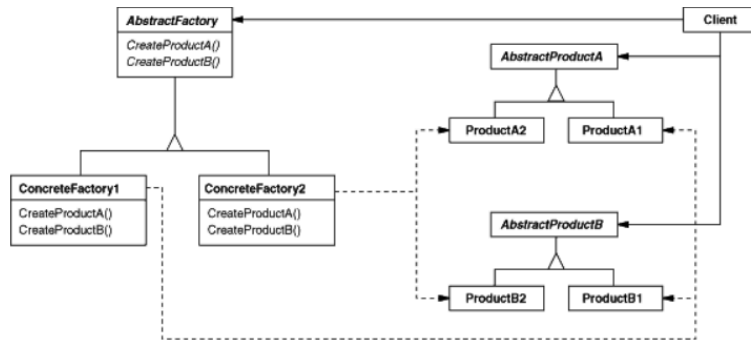 AbstractFactory
CreateProductA()
CreateProductB()
Client
AbstractProductA
ProductA2
ProductA1
ConcreteFactory1
CreateProductA()
CreateProductB()
ConcreteFactory2
CreateProductA()
CreateProductB()
AbstractProductB
ProductB2
ProductB1